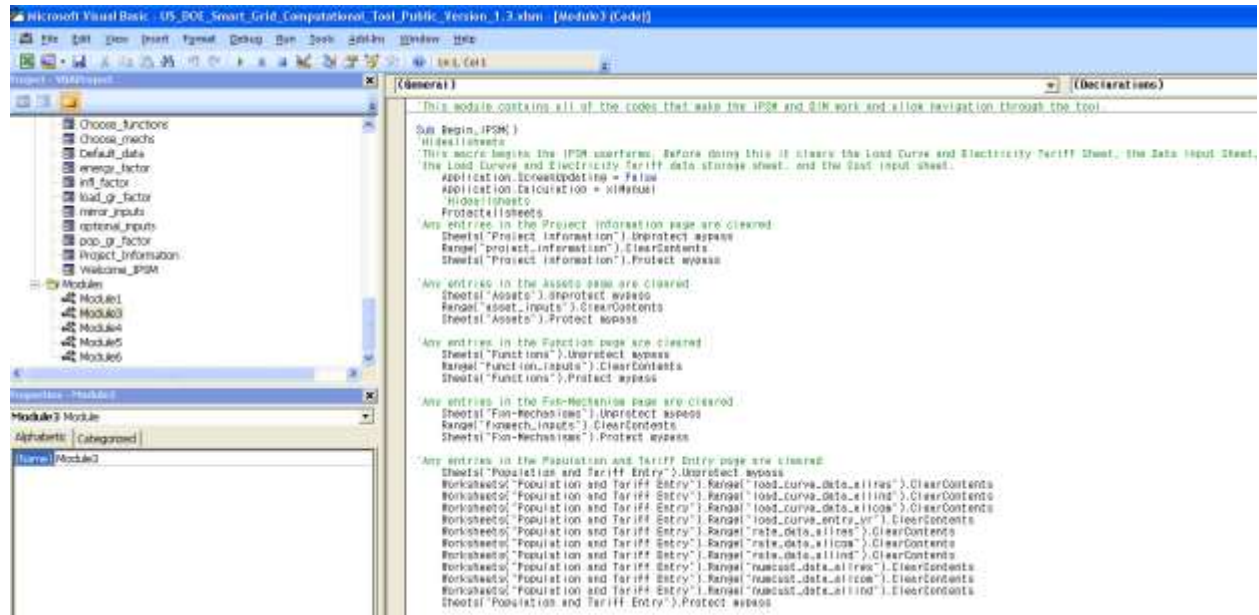 Microsoft Visual Basic - US_DOE_Smart_Grid_Computational_Tool_Public_Version_1.3.xlsm - [Module3 (Code)]
File Edit View Insert Format Debug Run Tools Add-Ins Window Help
Ln 1, Col 1
Project - VBAProject
Choose_functions
Choose_mechs
Default_data
energy_factor
infl_factor
load_gr_factor
mirror_inputs
optional_inputs
pop_gr_factor
Project_Information
Welcome_IPSM
Modules
Module1
Module3
Module4
Module5
Module6
Properties - Module3
Module3 Module
Alphabetic Categorized
(Name) Module3
(General) (Declarations)
'This module contains all of the codes that make the IPSM and DIM work and allow navigation through the tool.
Sub Begin_IPSM()
'Hideallsheets
'This macro begins the IPSM userforms. Before doing this it clears the Load Curve and Electricity Tariff Sheet, the Data Input Sheet,
'the Load Curve and Electricity Tariff data storage sheet, and the Cost input sheet.
Application.ScreenUpdating = False
Application.Calculation = xlManual
'Hideallsheets
Protectallsheets
'Any entries in the Project Information page are cleared
Sheets("Project Information").Unprotect mypass
Range("project_information").ClearContents
Sheets("Project Information").Protect mypass
'Any entries in the Assets page are cleared
Sheets("Assets").Unprotect mypass
Range("asset_inputs").ClearContents
Sheets("Assets").Protect mypass
'Any entries in the Function page are cleared
Sheets("Functions").Unprotect mypass
Range("function_inputs").ClearContents
Sheets("Functions").Protect mypass
'Any entries in the Fxn-Mechanism page are cleared
Sheets("Fxn-Mechanisms").Unprotect mypass
Range("fxnmech_inputs").ClearContents
Sheets("Fxn-Mechanisms").Protect mypass
'Any entries in the Population and Tariff Entry page are cleared
Sheets("Population and Tariff Entry").Unprotect mypass
Worksheets("Population and Tariff Entry").Range("load_curve_data_allres").ClearContents
Worksheets("Population and Tariff Entry").Range("load_curve_data_allind").ClearContents
Worksheets("Population and Tariff Entry").Range("load_curve_data_allcom").ClearContents
Worksheets("Population and Tariff Entry").Range("load_curve_entry_yr").ClearContents
Worksheets("Population and Tariff Entry").Range("rate_data_allres").ClearContents
Worksheets("Population and Tariff Entry").Range("rate_data_allcom").ClearContents
Worksheets("Population and Tariff Entry").Range("rate_data_allind").ClearContents
Worksheets("Population and Tariff Entry").Range("numcust_data_allres").ClearContents
Worksheets("Population and Tariff Entry").Range("numcust_data_allcom").ClearContents
Worksheets("Population and Tariff Entry").Range("numcust_data_allind").ClearContents
Sheets("Population and Tariff Entry").Protect mypass